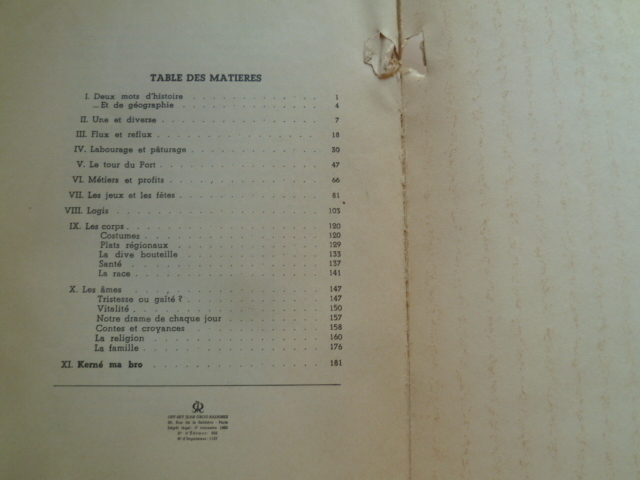 TABLE DES MATIERES
I. Deux mots d'histoire 1
...Et de géographie 4
II. Une et diverse 7
III. Flux et reflux 18
IV. Labourage et pâturage 30
V. Le tour du Port 47
VI. Métiers et profits 66
VII. Les jeux et les fêtes 81
VIII. Logis 105
IX. Les corps 120
Costumes 120
Plats régionaux 129
La dive bouteille 133
Santé 137
La race 141
X. Les âmes 147
Tristesse ou gaîté ? 147
Vitalité 150
Notre drame de chaque jour 157
Contes et croyances 158
La religion 160
La famille 176
XI. Kerné ma bro 181